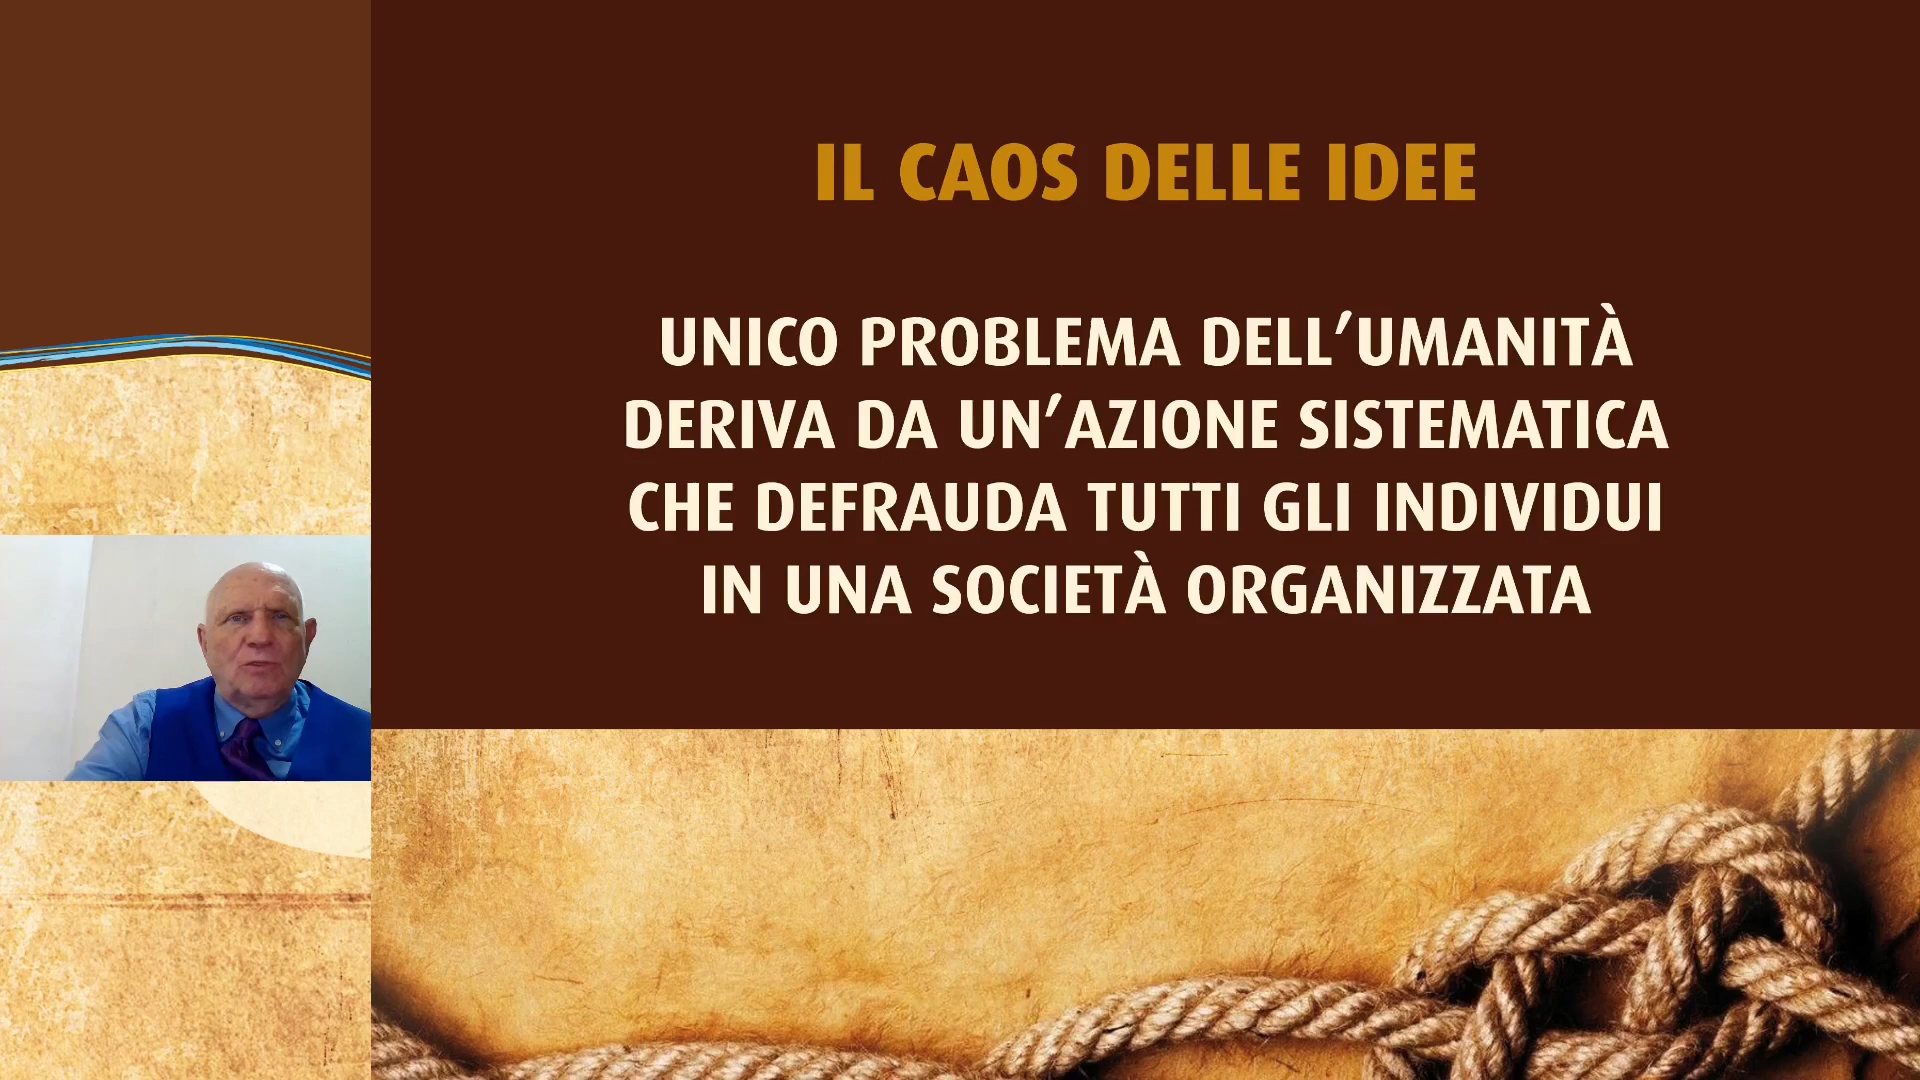 IL CAOS DELLE IDEE
UNICO PROBLEMA DELL'UMANITÀ
DERIVA DA UN'AZIONE SISTEMATICA
CHE DEFRAUDA TUTTI GLI INDIVIDUI
IN UNA SOCIETÀ ORGANIZZATA